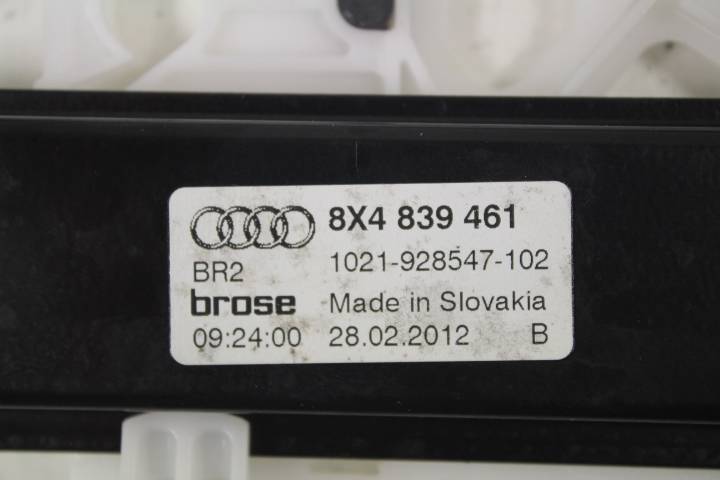 8X4 839 461
BR2 1021-928547-102
brose Made in Slovakia
09:24:00 28.02.2012 B